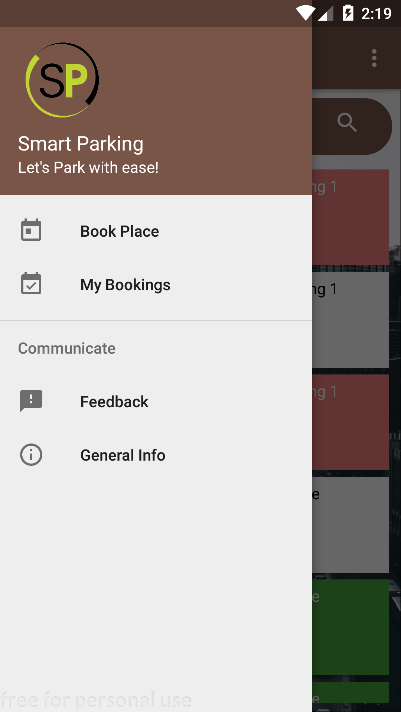 2:19
SP
Smart Parking
Let's Park with ease!
Book Place
My Bookings
Communicate
Feedback
General Info
ng 1
ng 1
ng 1
e
e
e
free for personal use